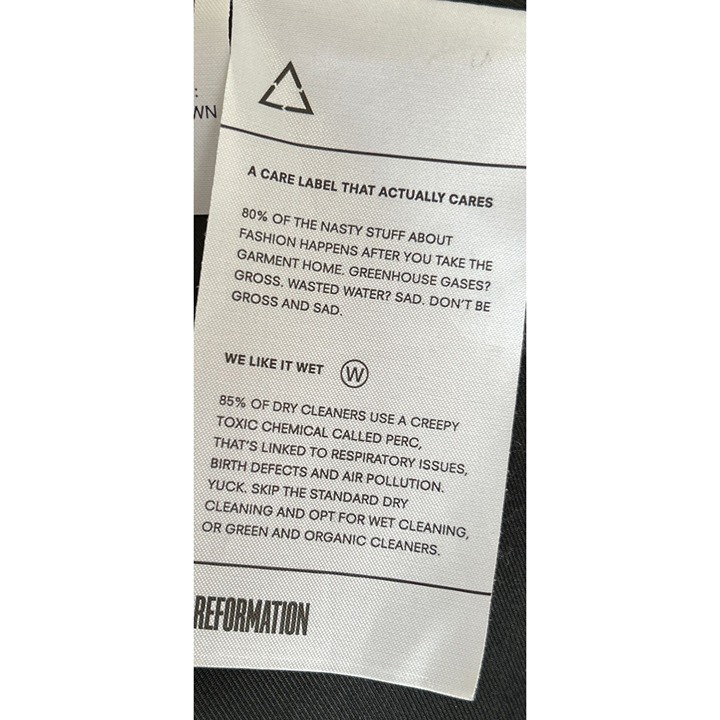 :
WN
A CARE LABEL THAT ACTUALLY CARES
80% OF THE NASTY STUFF ABOUT
FASHION HAPPENS AFTER YOU TAKE THE
GARMENT HOME. GREENHOUSE GASES?
GROSS. WASTED WATER? SAD. DON'T BE
GROSS AND SAD.
WE LIKE IT WET W
85% OF DRY CLEANERS USE A CREEPY
TOXIC CHEMICAL CALLED PERC,
THAT'S LINKED TO RESPIRATORY ISSUES,
BIRTH DEFECTS AND AIR POLLUTION.
YUCK. SKIP THE STANDARD DRY
CLEANING AND OPT FOR WET CLEANING,
OR GREEN AND ORGANIC CLEANERS.
REFORMATION